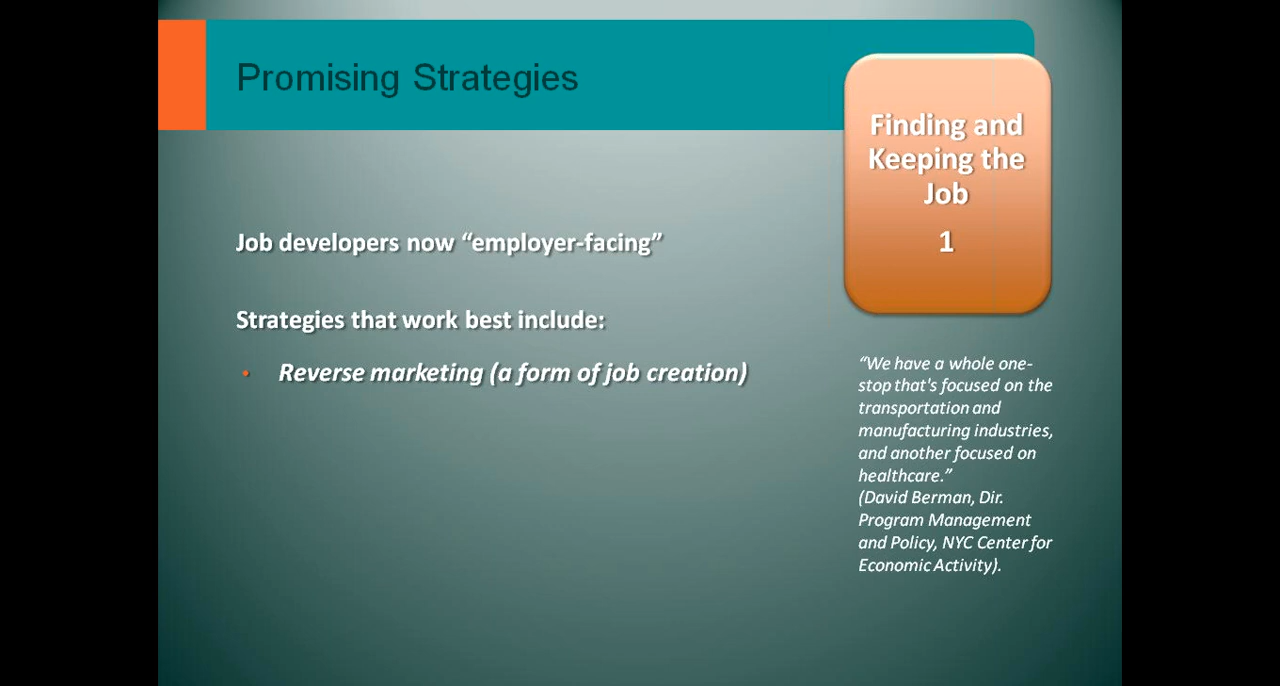 Promising Strategies
Finding and
Keeping the
Job
1
Job developers now “employer-facing”
Strategies that work best include:
• Reverse marketing (a form of job creation)
“We have a whole one-
stop that's focused on the
transportation and
manufacturing industries,
and another focused on
healthcare.”
(David Berman, Dir.
Program Management
and Policy, NYC Center for
Economic Activity).